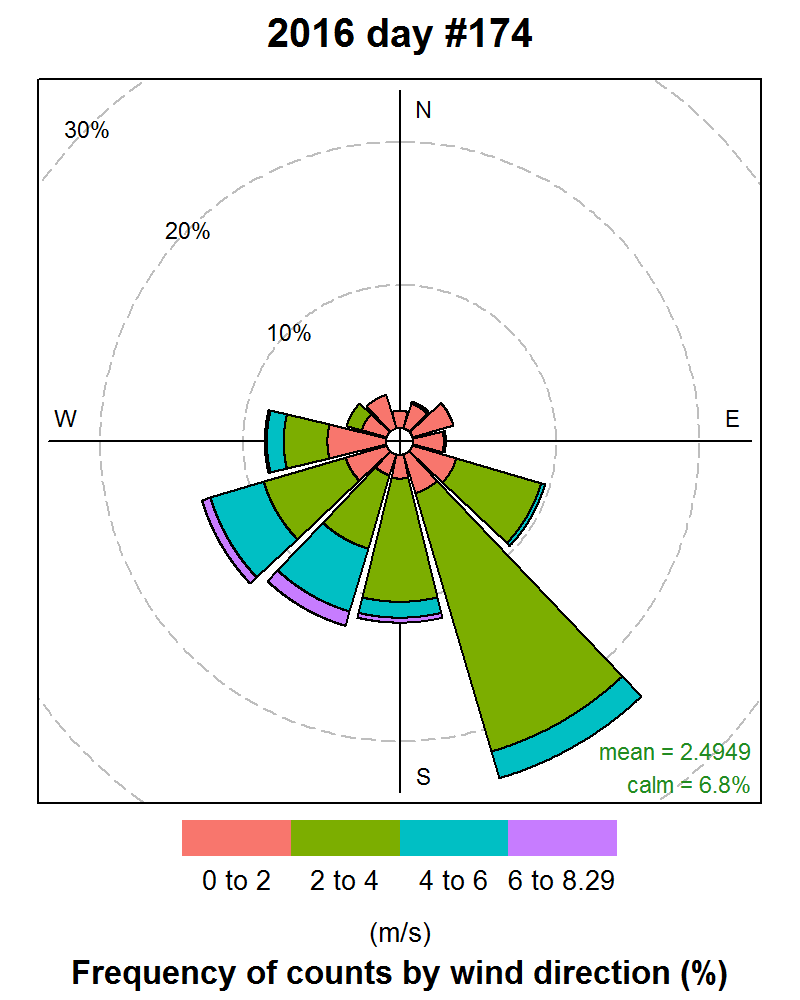 2016 day #174
N
30%
20%
10%
W
E
mean = 2.4949
S
calm = 6.8%
0 to 2 2 to 4 4 to 6 6 to 8.29
(m/s)
Frequency of counts by wind direction (%)